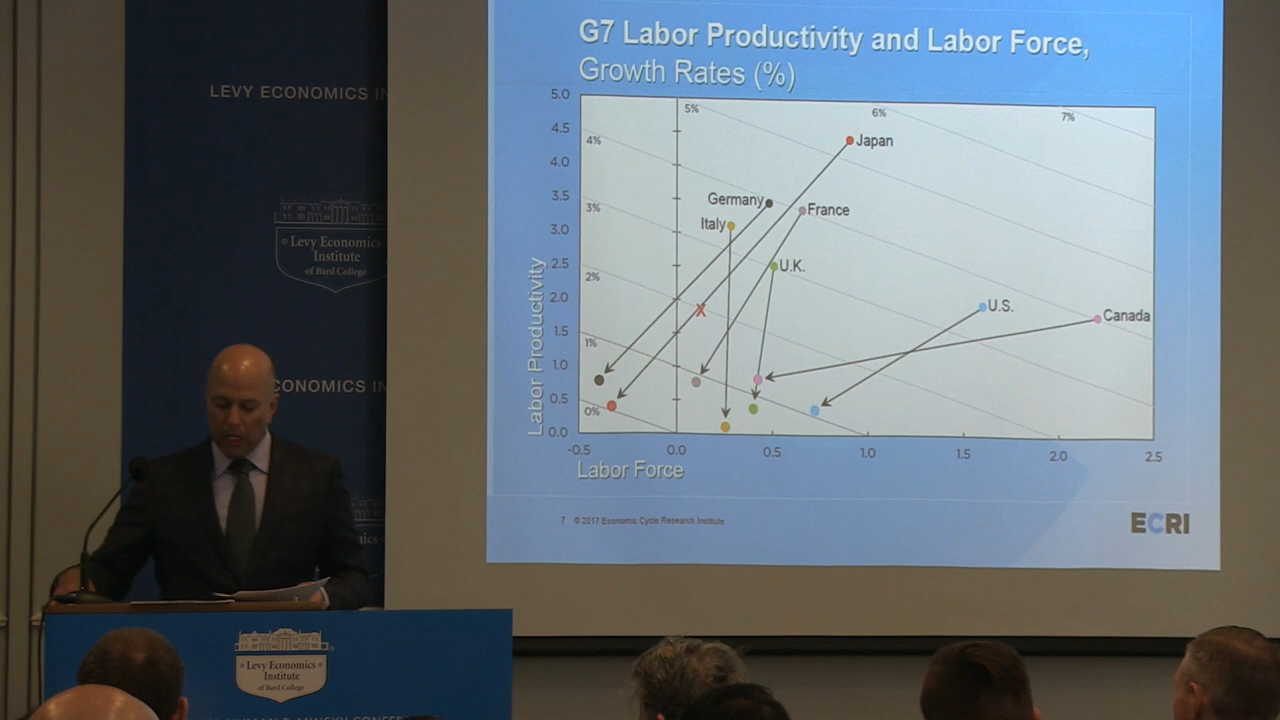 G7 Labor Productivity and Labor Force,
Growth Rates (%)
5.0
4.5
4.0
3.5
3.0
2.5
2.0
1.5
1.0
0.5
0.0
Labor Productivity
4%
3%
2%
1%
0%
5%
6%
7%
Japan
Germany
France
Italy
U.K.
U.S.
Canada
X
-0.5 0.0 0.5 1.0 1.5 2.0 2.5
Labor Force
7 © 2017 Economic Cycle Research Institute
ECRI
LEVY ECONOMICS IN
Levy Economics
Institute
of Bard College
CONOMICS IN
mics
Levy Economics
Institute
of Bard College
MINSKY CONFER